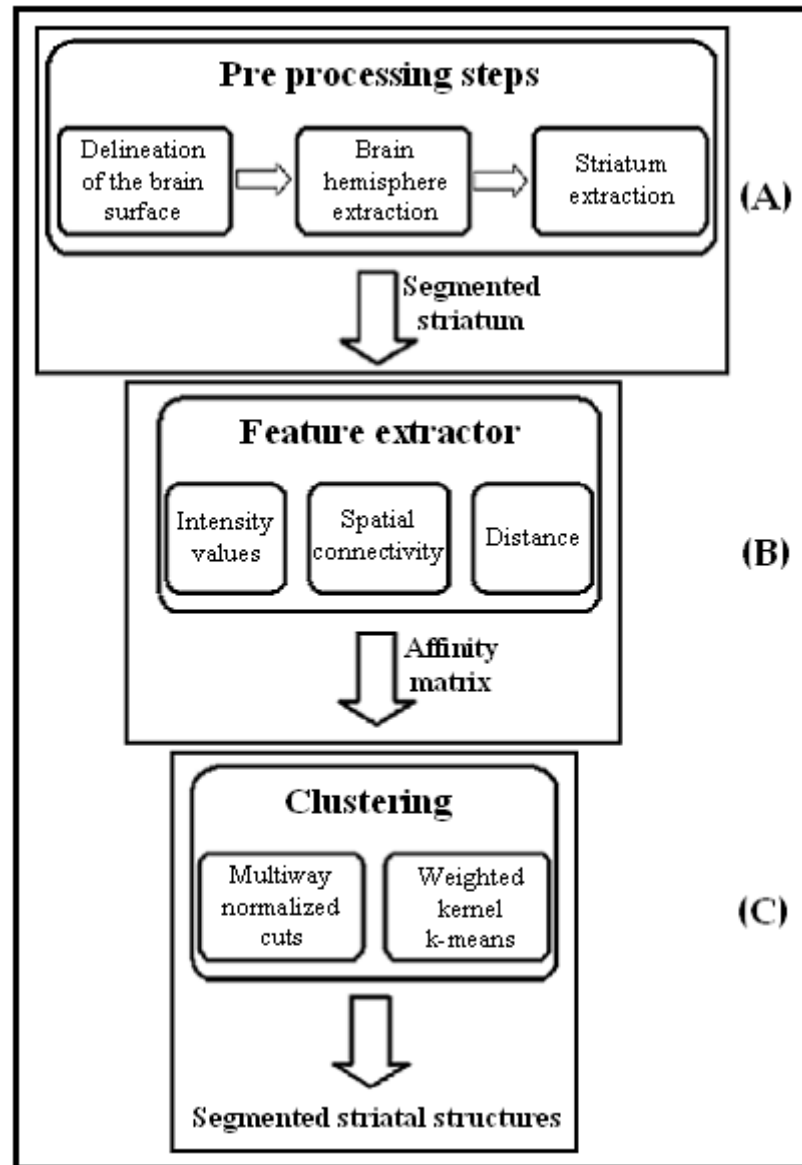 Pre processing steps
Delineation
of the brain
surface
Brain
hemisphere
extraction
Striatum
extraction
(A)
Segmented
striatum
Feature extractor
Intensity
values
Spatial
connectivity
Distance
(B)
Affinity
matrix
Clustering
Multiway
normalized
cuts
Weighted
kernel
k-means
(C)
Segmented striatal structures